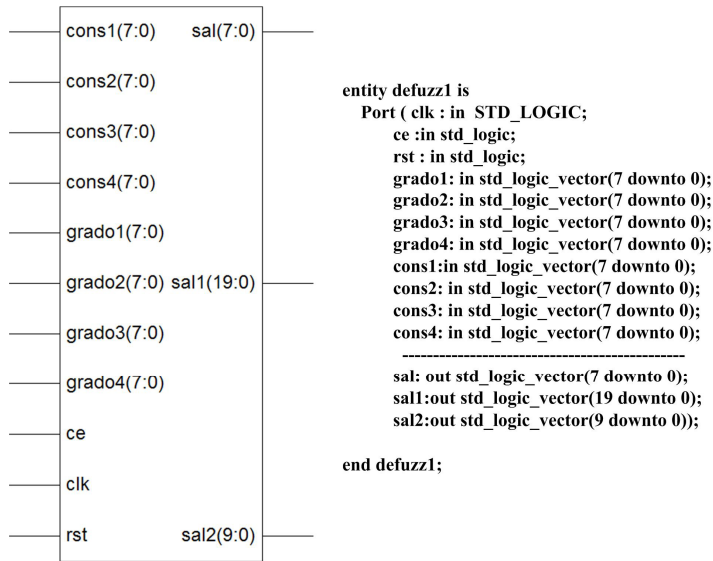 cons1(7:0) sal(7:0)
cons2(7:0)
cons3(7:0)
cons4(7:0)
grado1(7:0)
grado2(7:0) sal1(19:0)
grado3(7:0)
grado4(7:0)
ce
clk
rst sal2(9:0)
entity defuzz1 is
Port ( clk : in STD_LOGIC;
ce :in std_logic;
rst : in std_logic;
grado1: in std_logic_vector(7 downto 0);
grado2: in std_logic_vector(7 downto 0);
grado3: in std_logic_vector(7 downto 0);
grado4: in std_logic_vector(7 downto 0);
cons1:in std_logic_vector(7 downto 0);
cons2: in std_logic_vector(7 downto 0);
cons3: in std_logic_vector(7 downto 0);
cons4: in std_logic_vector(7 downto 0);
----------------------------------------------
sal: out std_logic_vector(7 downto 0);
sal1:out std_logic_vector(19 downto 0);
sal2:out std_logic_vector(9 downto 0));
end defuzz1;